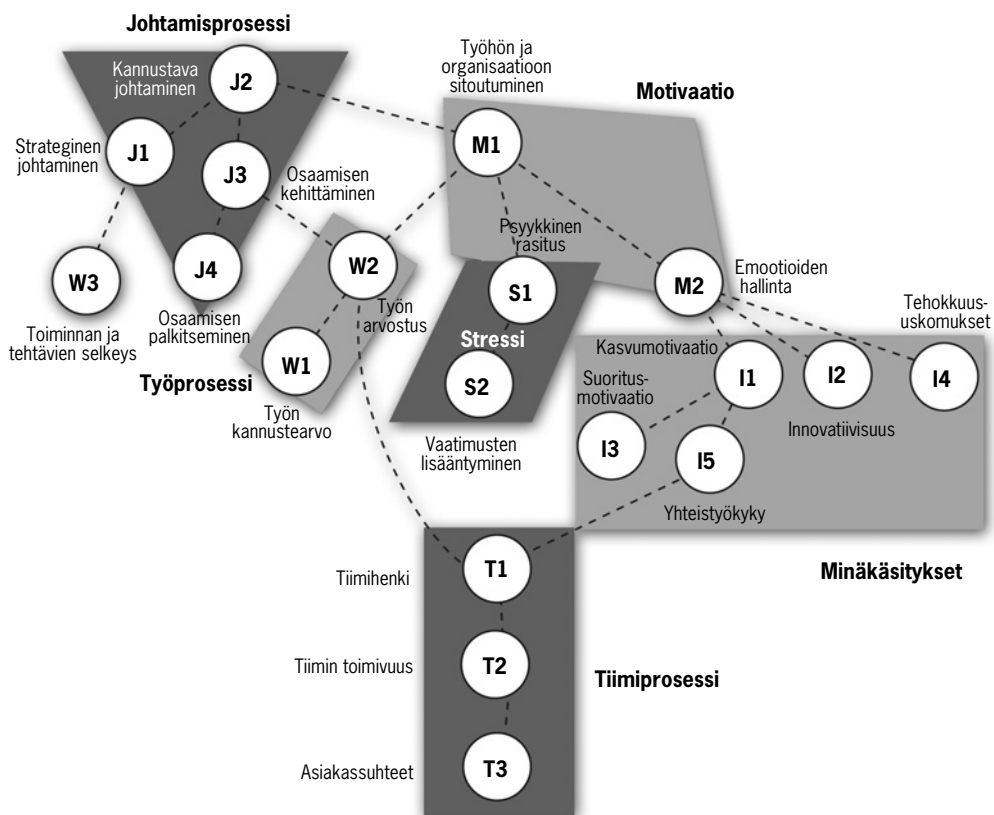 Johtamisprosessi
Kannustava
johtaminen
J2
Työhön ja
organisaatioon
sitoutuminen
Motivaatio
M1
Strateginen
johtaminen
J1
J3
Osaamisen
kehittäminen
Psyykkinen
rasitus
W3
J4
W2
S1
M2
Emootioiden
hallinta
Toiminnan ja
tehtävien selkeys
Osaamisen
palkitseminen
Työn
arvostus
Tehokkuus-
uskomukset
Stressi
Kasvumotivaatio
Työprosessi
W1
S2
Suoritus-
motivaatio
I1
I2
I4
Työn
kannustearvo
Vaatimusten
lisääntyminen
Innovatiivisuus
I3
I5
Yhteistyökyky
Minäkäsitykset
Tiimihenki
T1
Tiimin toimivuus
T2
Tiimiprosessi
Asiakassuhteet
T3